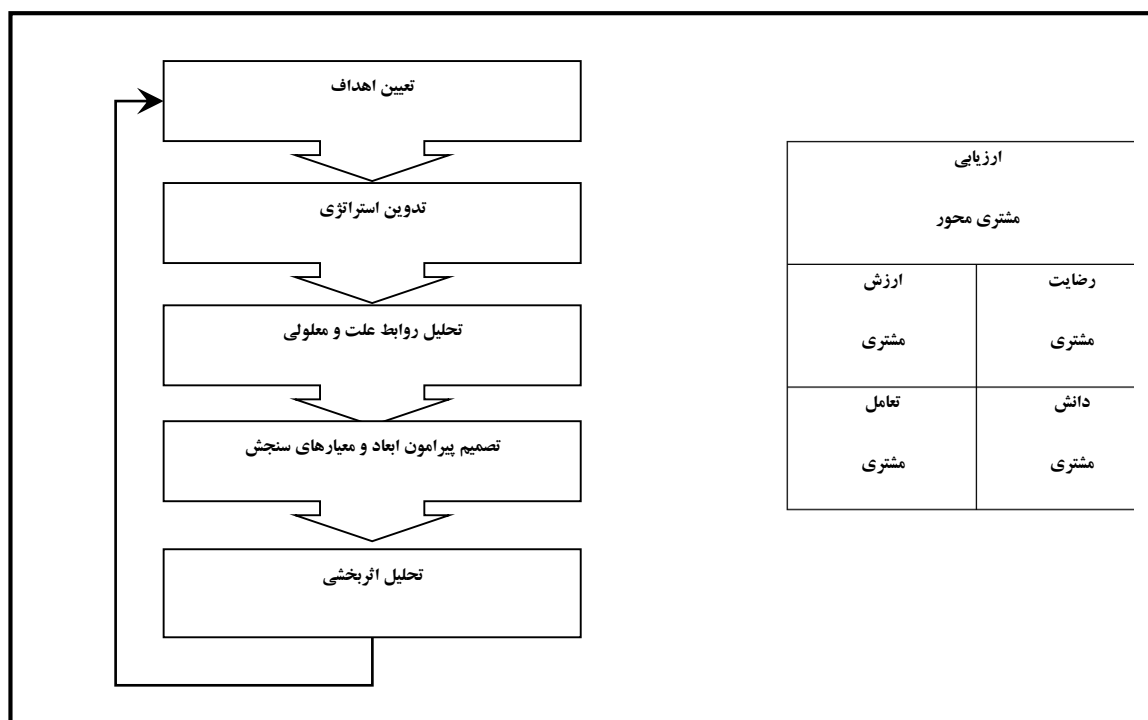 تعیین اهداف
تدوین استراتژی
تحلیل روابط علت و معلولی
تصمیم پیرامون ابعاد و معیارهای سنجش
تحلیل اثربخشی
ارزیابی
مشتری محور
رضایت
مشتری
ارزش
مشتری
دانش
مشتری
تعامل
مشتری